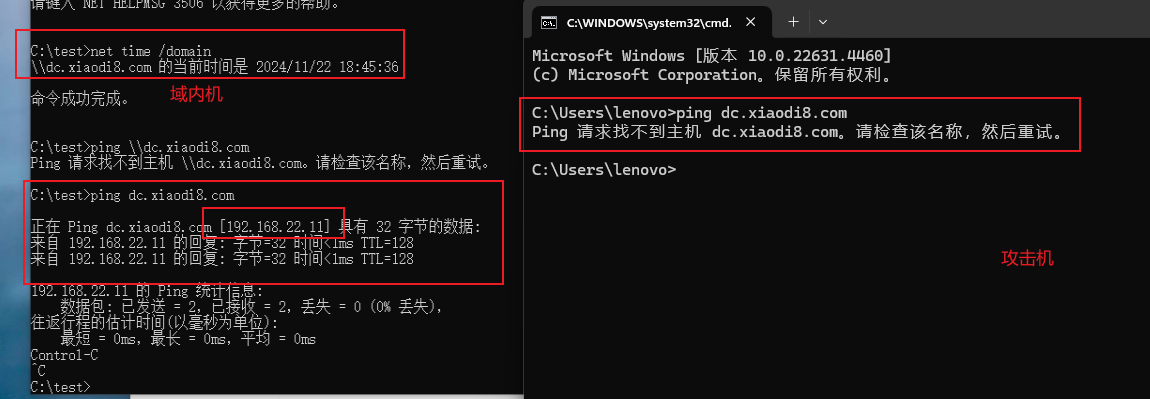 请键入 NET HELPMSG 3506 以获得更多的帮助。
C:\test>net time /domain
\\dc.xiaodi8.com 的当前时间是 2024/11/22 18:45:36
命令成功完成。
域内机
C:\test>ping \\dc.xiaodi8.com
Ping 请求找不到主机 \\dc.xiaodi8.com。请检查该名称，然后重试。
C:\test>ping dc.xiaodi8.com
正在 Ping dc.xiaodi8.com [192.168.22.11] 具有 32 字节的数据:
来自 192.168.22.11 的回复: 字节=32 时间<1ms TTL=128
来自 192.168.22.11 的回复: 字节=32 时间<1ms TTL=128
192.168.22.11 的 Ping 统计信息:
数据包: 已发送 = 2，已接收 = 2，丢失 = 0 (0% 丢失)，
往返行程的估计时间(以毫秒为单位):
最短 = 0ms，最长 = 0ms，平均 = 0ms
Control-C
^C
C:\test>
C:\WINDOWS\system32\cmd.
Microsoft Windows [版本 10.0.22631.4460]
(c) Microsoft Corporation。保留所有权利。
C:\Users\lenovo>ping dc.xiaodi8.com
Ping 请求找不到主机 dc.xiaodi8.com。请检查该名称，然后重试。
C:\Users\lenovo>
攻击机